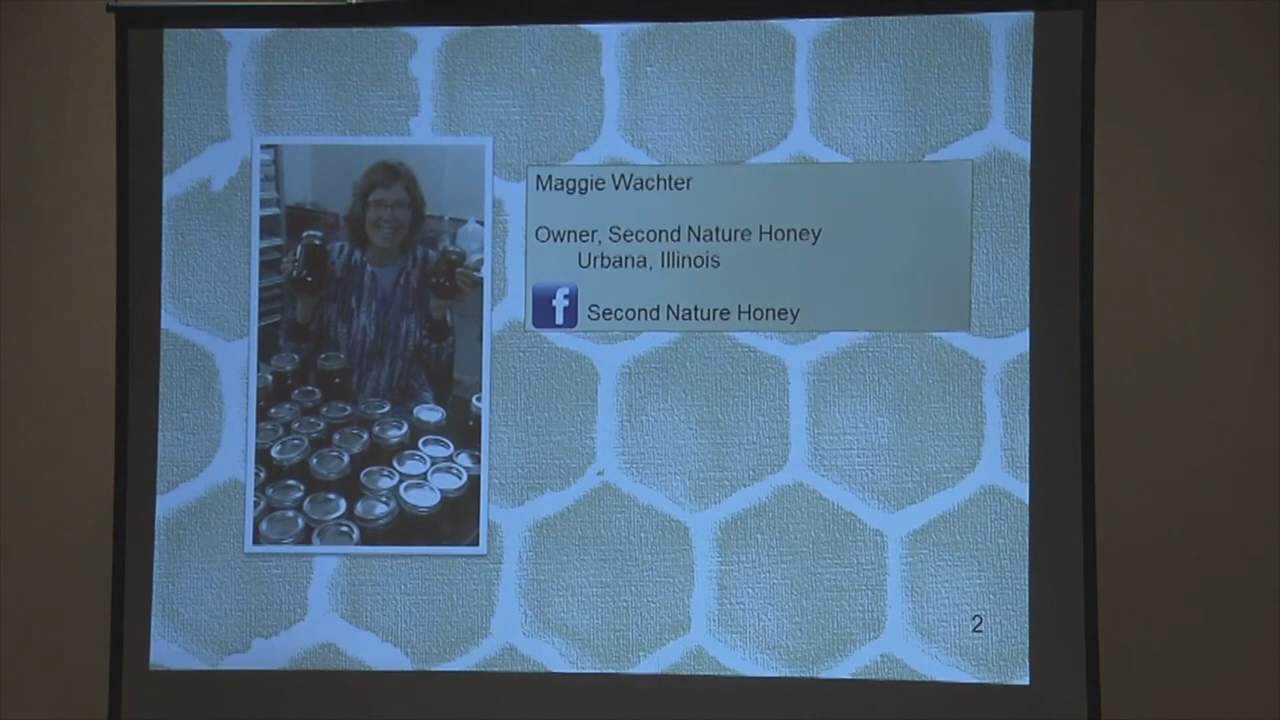 Maggie Wachter
Owner, Second Nature Honey
Urbana, Illinois
f Second Nature Honey
2